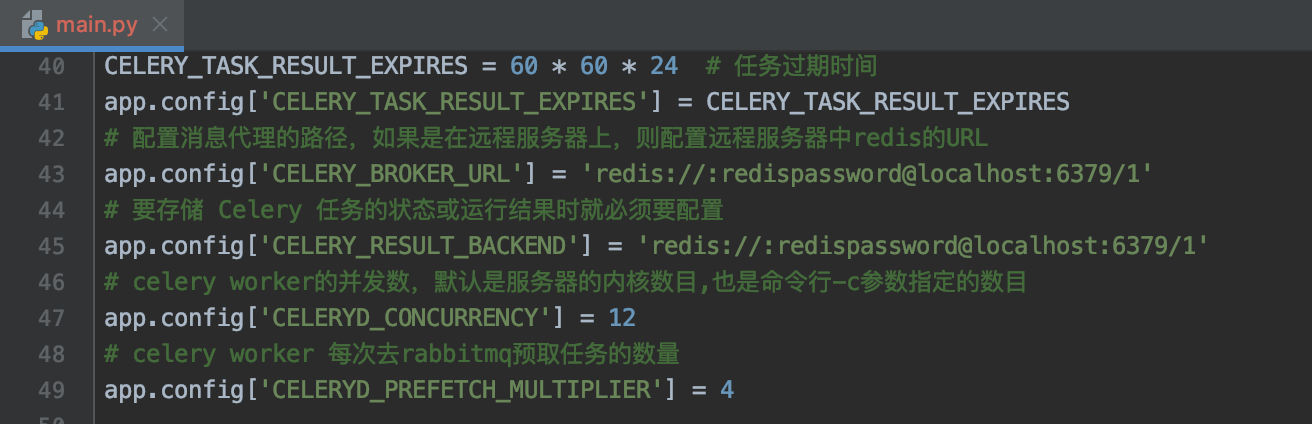 main.py
40 CELERY_TASK_RESULT_EXPIRES = 60 * 60 * 24  # 任务过期时间
41 app.config['CELERY_TASK_RESULT_EXPIRES'] = CELERY_TASK_RESULT_EXPIRES
42 # 配置消息代理的路径，如果是在远程服务器上，则配置远程服务器中redis的URL
43 app.config['CELERY_BROKER_URL'] = 'redis://:redispassword@localhost:6379/1'
44 # 要存储 Celery 任务的状态或运行结果时就必须要配置
45 app.config['CELERY_RESULT_BACKEND'] = 'redis://:redispassword@localhost:6379/1'
46 # celery worker的并发数，默认是服务器的内核数目,也是命令行-c参数指定的数目
47 app.config['CELERYD_CONCURRENCY'] = 12
48 # celery worker 每次去rabbitmq预取任务的数量
49 app.config['CELERYD_PREFETCH_MULTIPLIER'] = 4